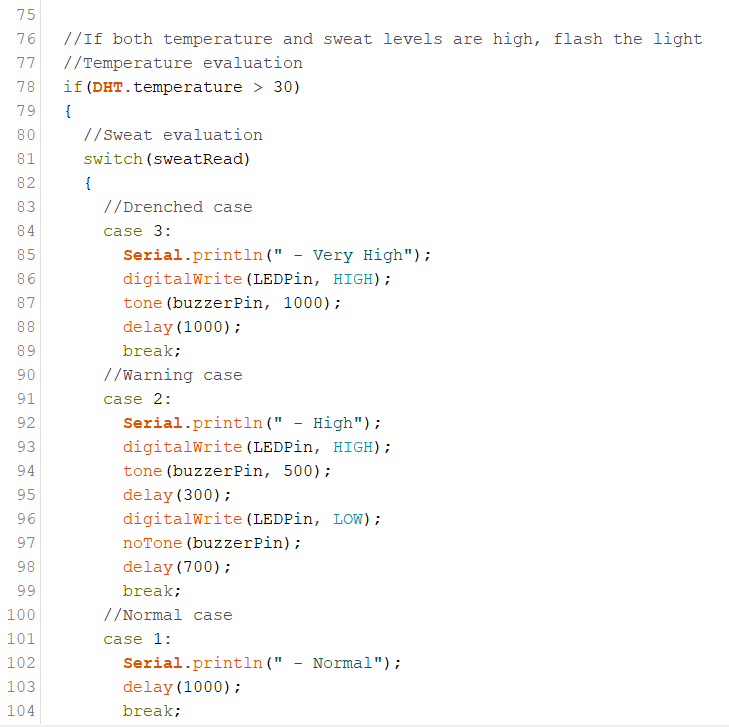 75
76 //If both temperature and sweat levels are high, flash the light
77 //Temperature evaluation
78 if(DHT.temperature > 30)
79 {
80 //Sweat evaluation
81 switch(sweatRead)
82 {
83 //Drenched case
84 case 3:
85 Serial.println(" - Very High");
86 digitalWrite(LEDPin, HIGH);
87 tone(buzzerPin, 1000);
88 delay(1000);
89 break;
90 //Warning case
91 case 2:
92 Serial.println(" - High");
93 digitalWrite(LEDPin, HIGH);
94 tone(buzzerPin, 500);
95 delay(300);
96 digitalWrite(LEDPin, LOW);
97 noTone(buzzerPin);
98 delay(700);
99 break;
100 //Normal case
101 case 1:
102 Serial.println(" - Normal");
103 delay(1000);
104 break;